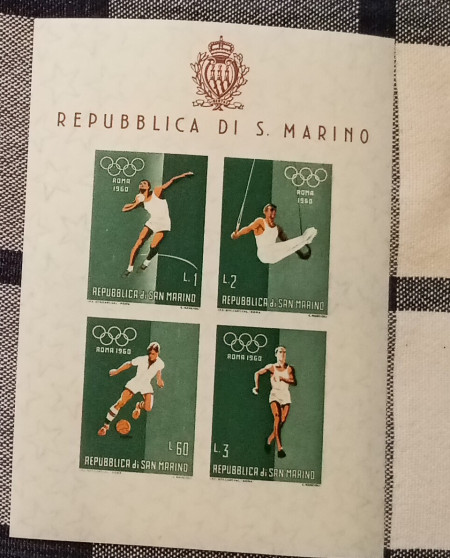 REPUBBLICA DI S. MARINO
ROMA
1960
L.1
REPUBBLICA di SAN MARINO
ROMA
1960
L.2
REPUBBLICA di SAN MARINO
ROMA 1960
L.60
REPUBBLICA di SAN MARINO
ROMA 1960
L.3
REPUBBLICA di SAN MARINO